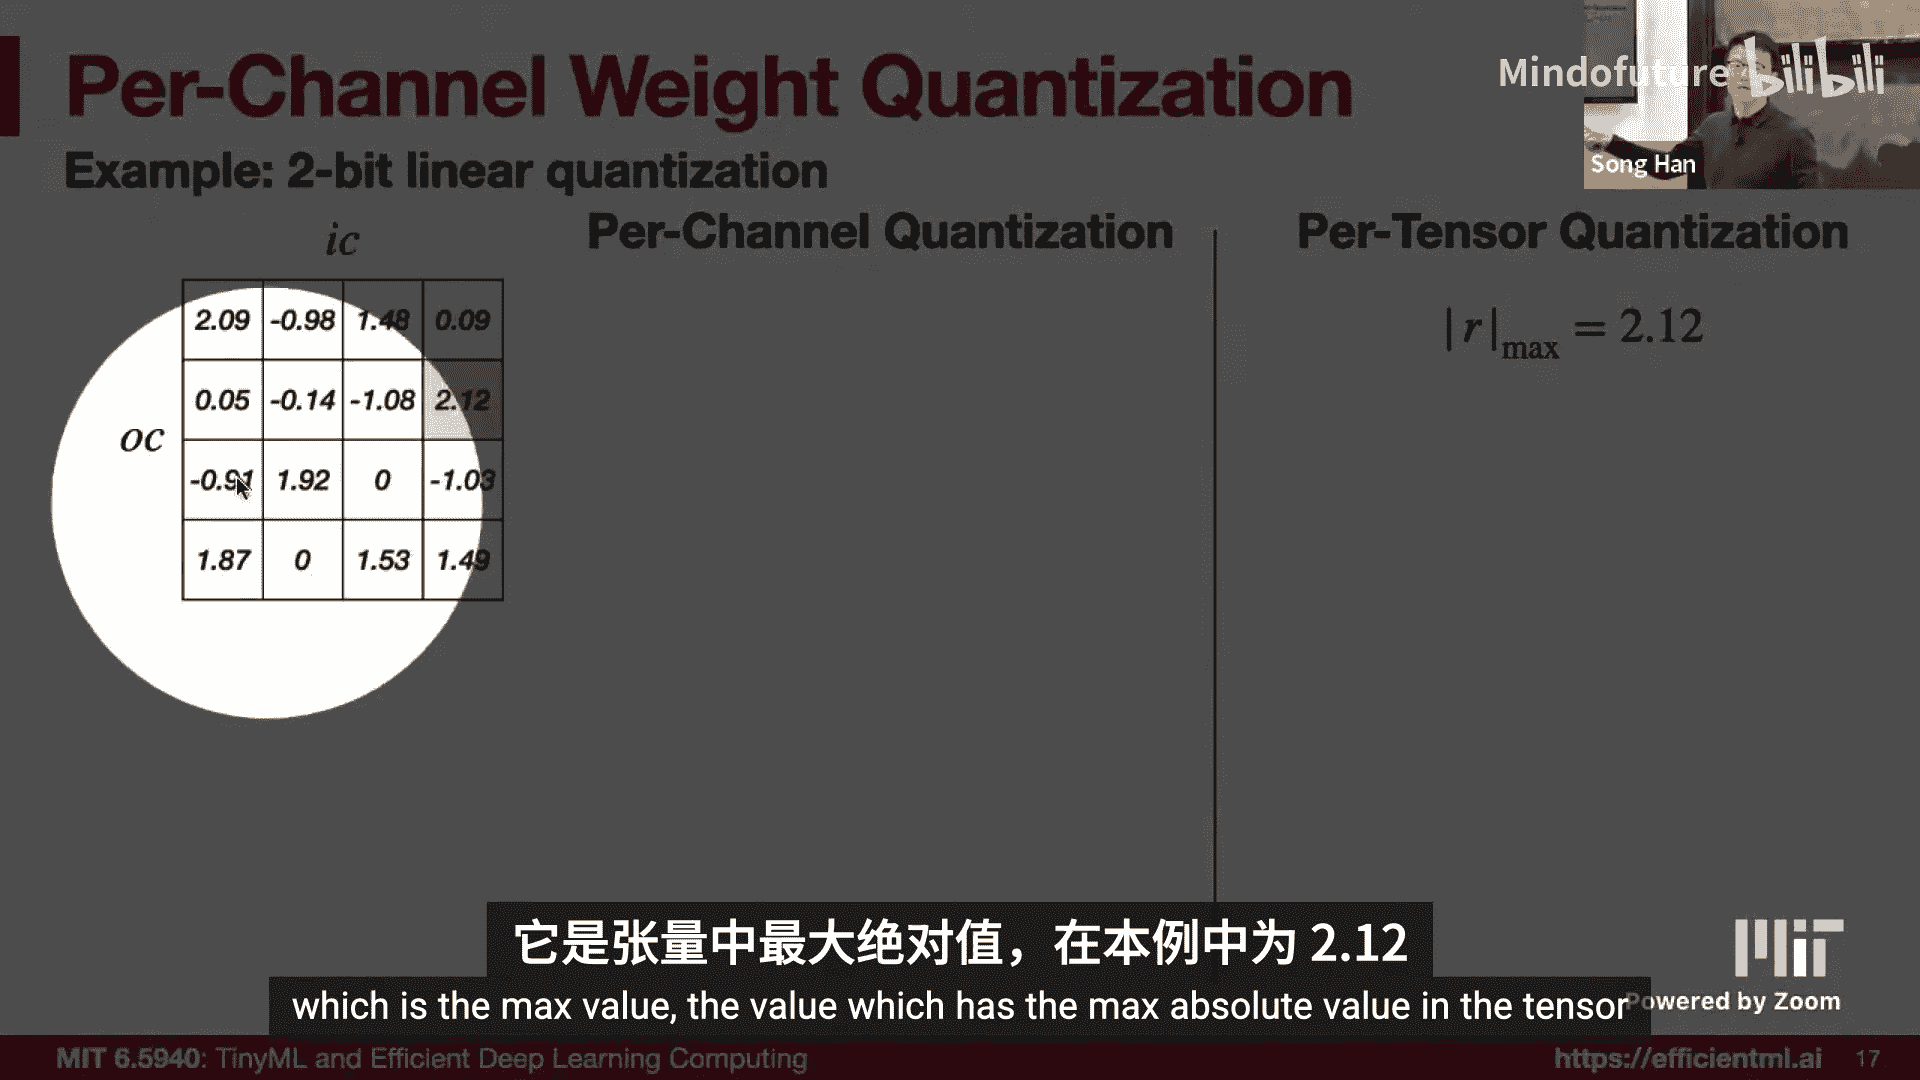 Per-Channel Weight Quantization
Mindofuture bilibili
Song Han
Example: 2-bit linear quantization
ic
Per-Channel Quantization
Per-Tensor Quantization
2.09 -0.98 1.48 0.09
|r|max = 2.12
0.05 -0.14 -1.08 2.12
oc
-0.91 1.92 0 -1.03
1.87 0 1.53 1.49
它是张量中最大绝对值，在本例中为 2.12
which is the max value, the value which has the max absolute value in the tensor
MIT
Powered by Zoom
MIT 6.5940: TinyML and Efficient Deep Learning Computing
https://efficientml.ai 17